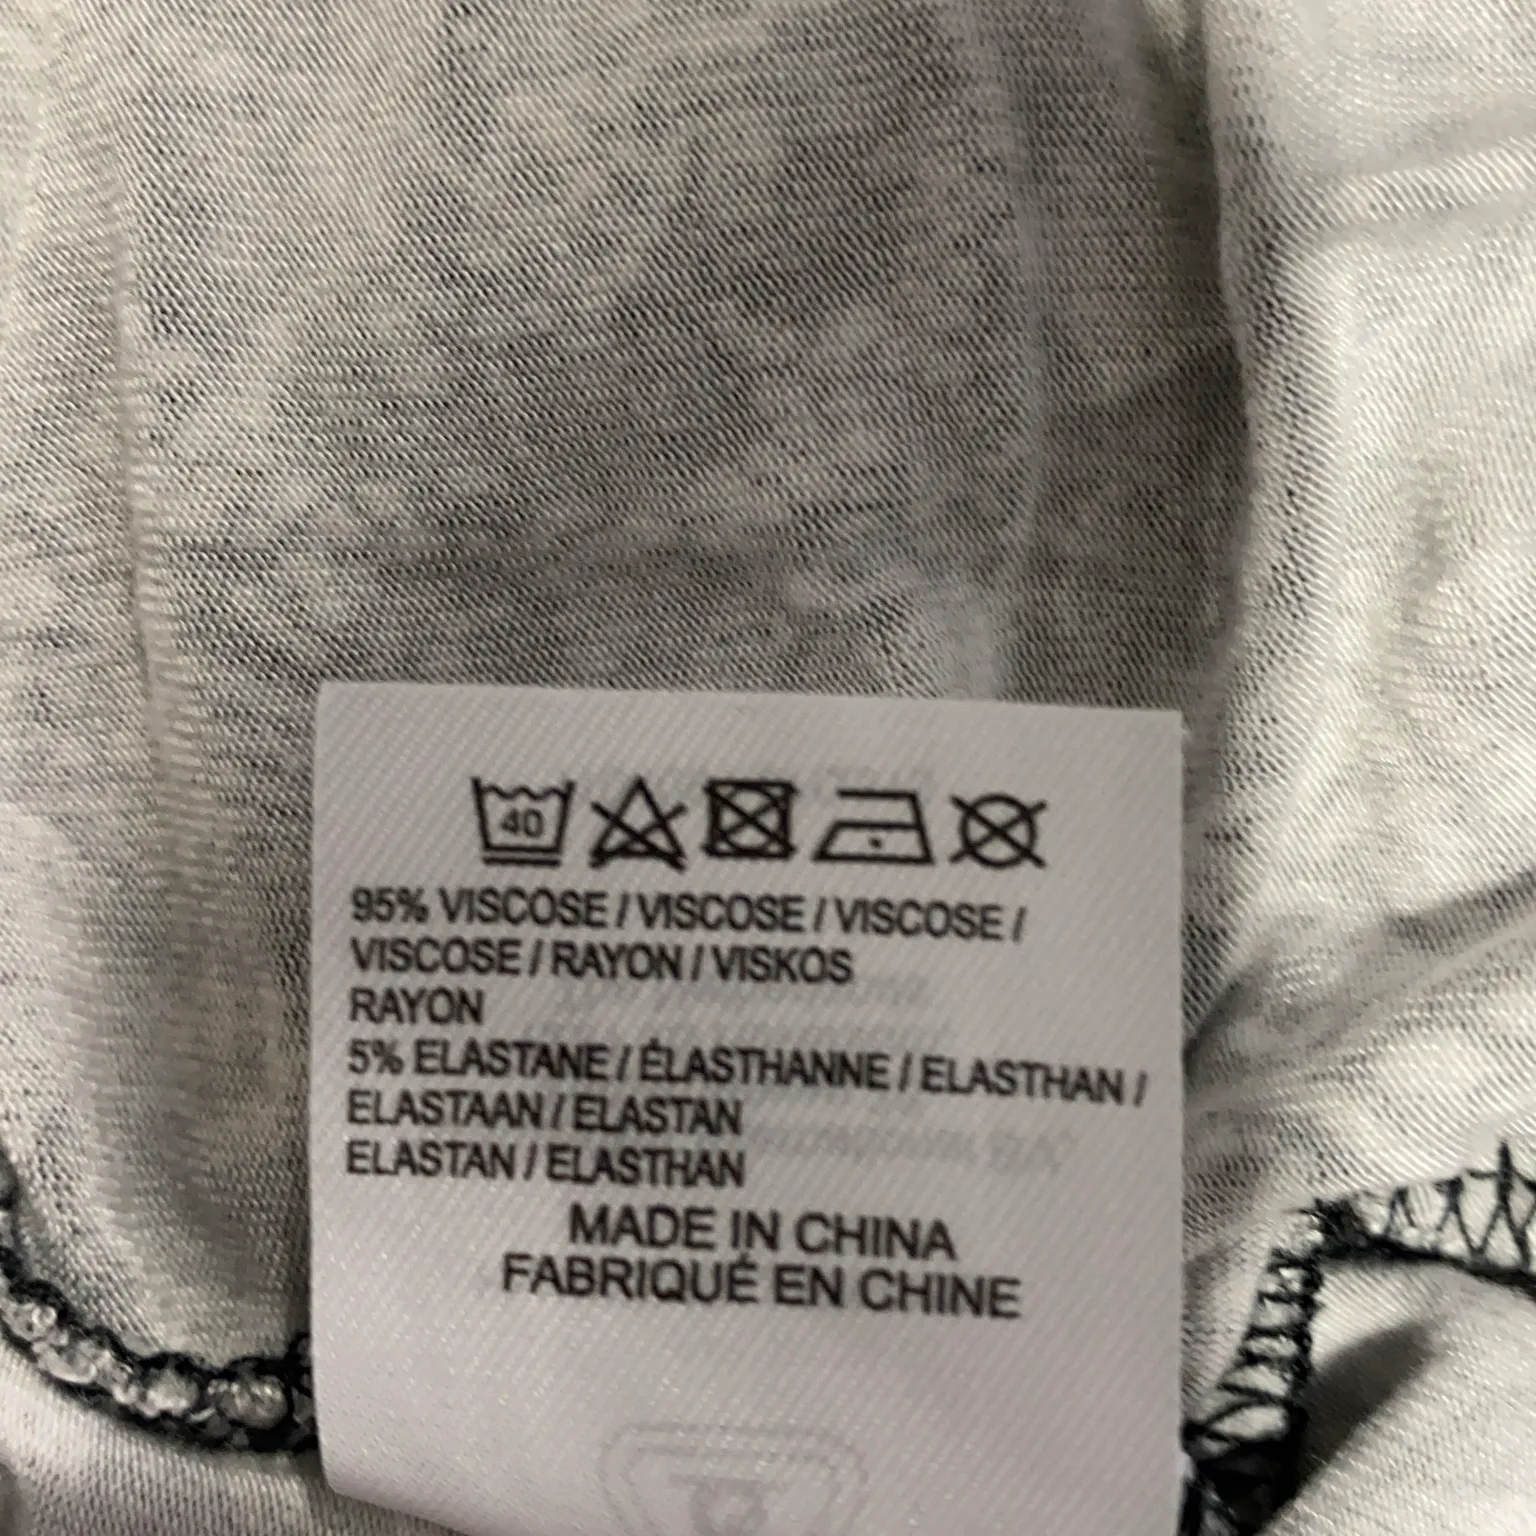 40
95% VISCOSE / VISCOSE / VISCOSE /
VISCOSE / RAYON / VISKOS
RAYON
5% ELASTANE / ÉLASTHANNE / ELASTHAN /
ELASTAAN / ELASTAN
ELASTAN / ELASTHAN
MADE IN CHINA
FABRIQUÉ EN CHINE